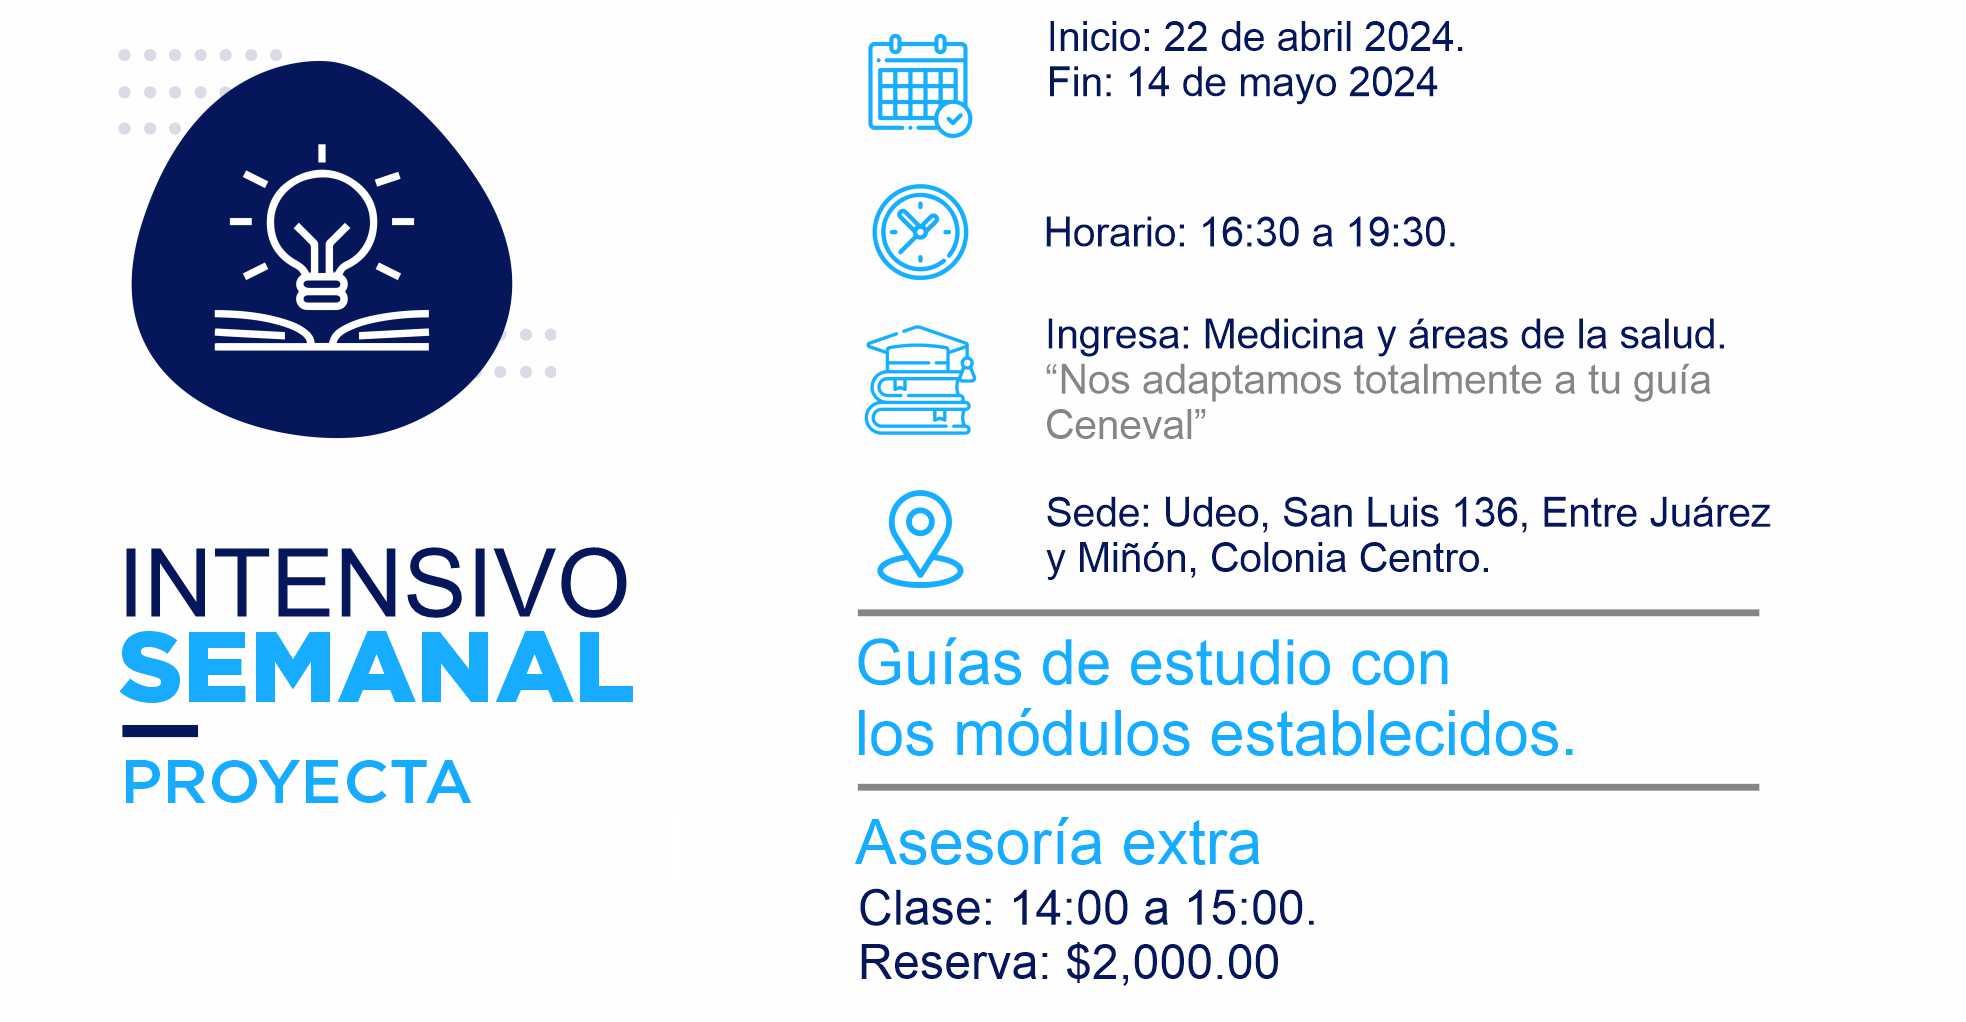 INTENSIVO
SEMANAL
PROYECTA
Inicio: 22 de abril 2024.
Fin: 14 de mayo 2024
Horario: 16:30 a 19:30.
Ingresa: Medicina y áreas de la salud.
“Nos adaptamos totalmente a tu guía
Ceneval”
Sede: Udeo, San Luis 136, Entre Juárez
y Miñón, Colonia Centro.
Guías de estudio con
los módulos establecidos.
Asesoría extra
Clase: 14:00 a 15:00.
Reserva: $2,000.00